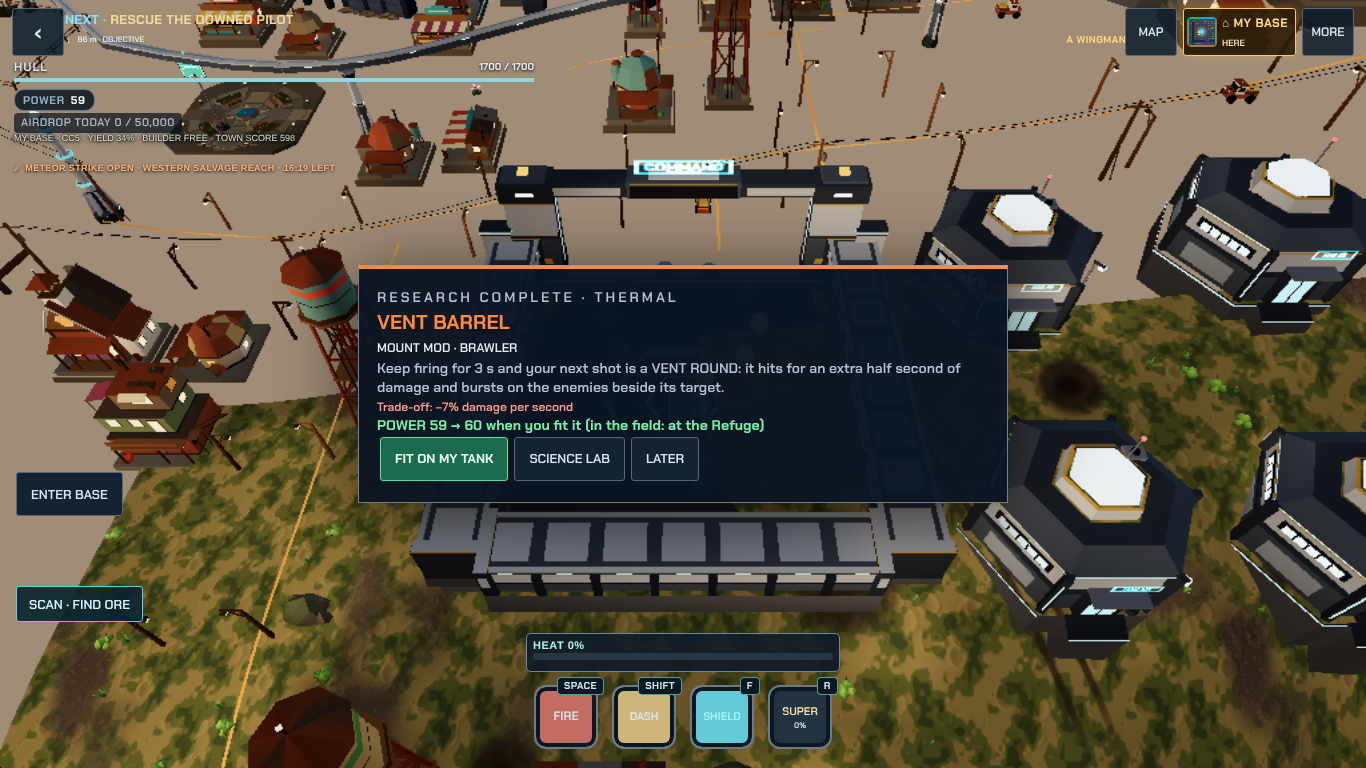 NEXT · RESCUE THE DOWNED PILOT
86 m · OBJECTIVE
HULL
1700 / 1700
POWER 59
AIRDROP TODAY 0 / 50,000
MY BASE · CC5 · YIELD 34% · BUILDER FREE · TOWN SCORE 598
METEOR STRIKE OPEN · WESTERN SALVAGE REACH · 16:19 LEFT
A WINGMAN
MAP
⌂ MY BASE
HERE
MORE
COMMAND
RESEARCH COMPLETE · THERMAL
VENT BARREL
MOUNT MOD · BRAWLER
Keep firing for 3 s and your next shot is a VENT ROUND: it hits for an extra half second of
damage and bursts on the enemies beside its target.
Trade-off: −7% damage per second
POWER 59 → 60 when you fit it (in the field: at the Refuge)
FIT ON MY TANK
SCIENCE LAB
LATER
ENTER BASE
SCAN · FIND ORE
HEAT 0%
SPACE
FIRE
SHIFT
DASH
F
SHIELD
R
SUPER
0%